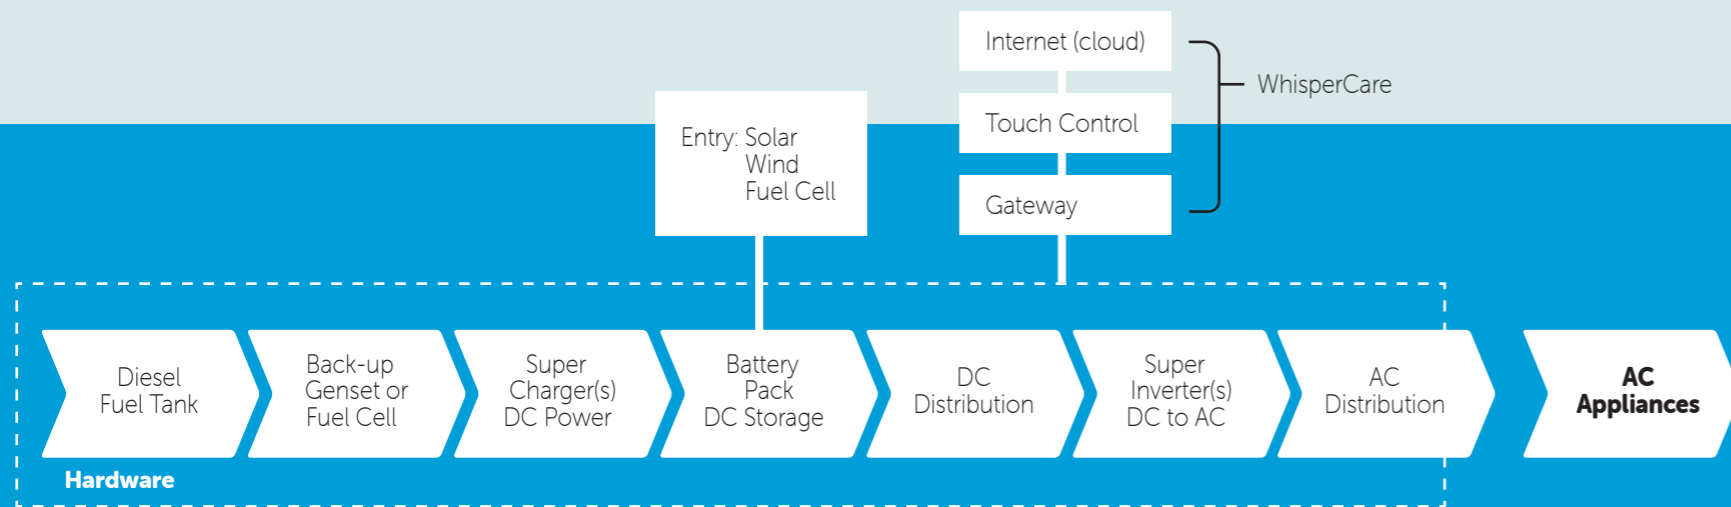 Internet (cloud)
WhisperCare
Touch Control
Gateway
Entry: Solar
Wind
Fuel Cell
Diesel
Fuel Tank
Back-up
Genset or
Fuel Cell
Super
Charger(s)
DC Power
Battery
Pack
DC Storage
DC
Distribution
Super
Inverter(s)
DC to AC
AC
Distribution
AC
Appliances
Hardware